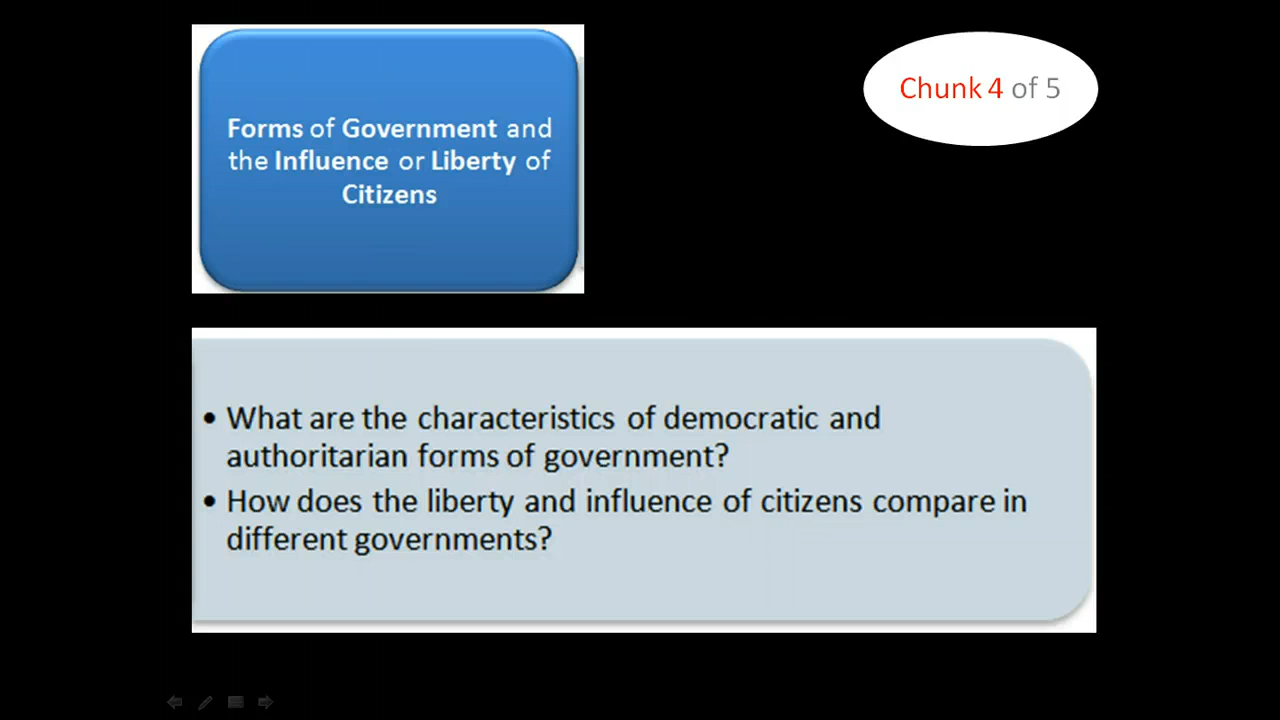 Forms of Government and
the Influence or Liberty of
Citizens
Chunk 4 of 5
• What are the characteristics of democratic and
authoritarian forms of government?
• How does the liberty and influence of citizens compare in
different governments?